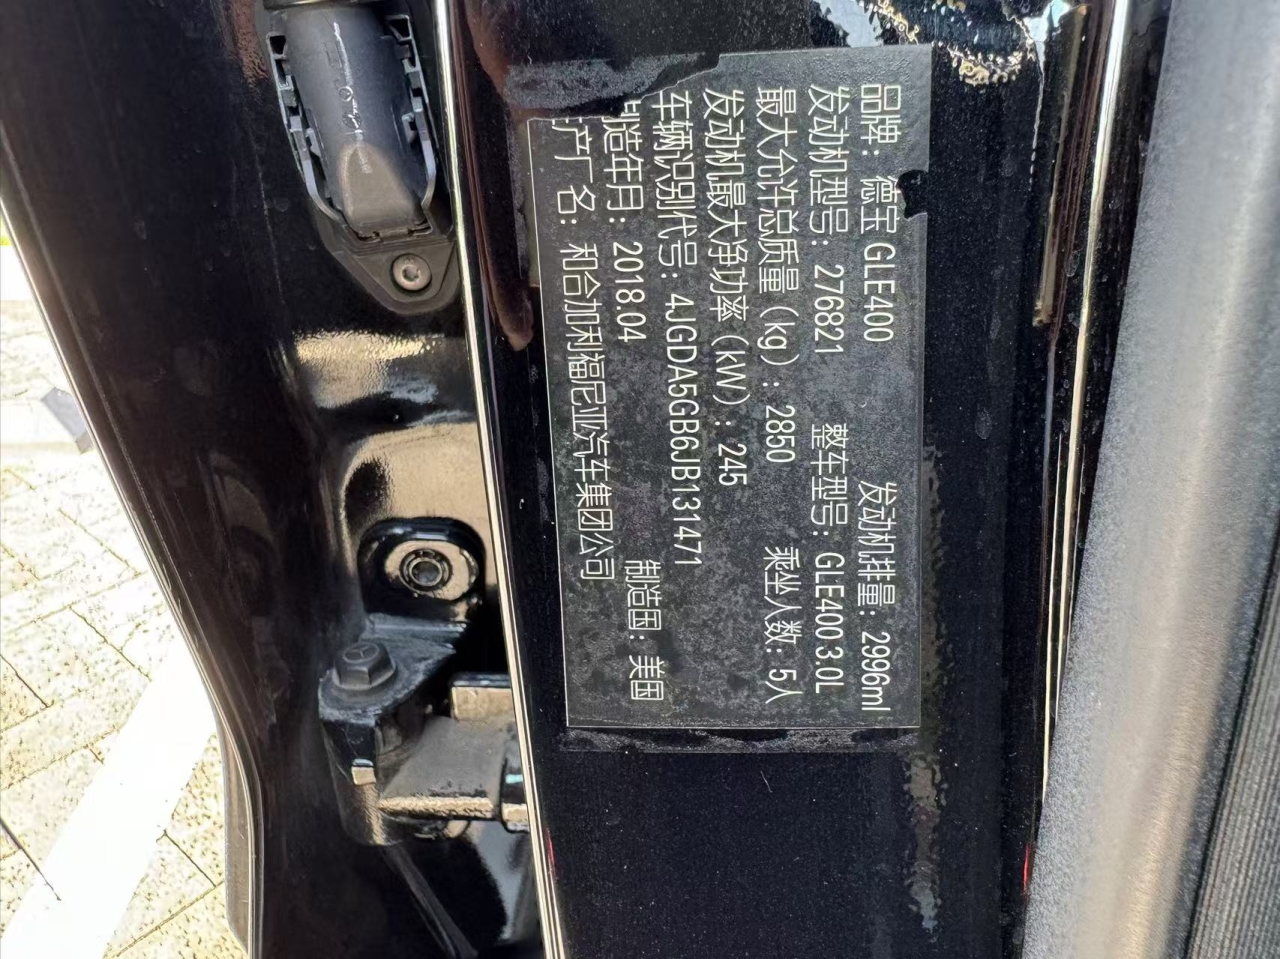 品牌: 德宝 GLE400 发动机排量: 2996ml
发动机型号: 276821 整车型号: GLE400 3.0L
最大允许总质量(kg): 2850 乘坐人数: 5人
发动机最大净功率(kW): 245
车辆识别代号: 4JGDA5GB6JB131471
制造年月: 2018.04 制造国: 美国
生产厂名: 和合加利福尼亚汽车集团公司